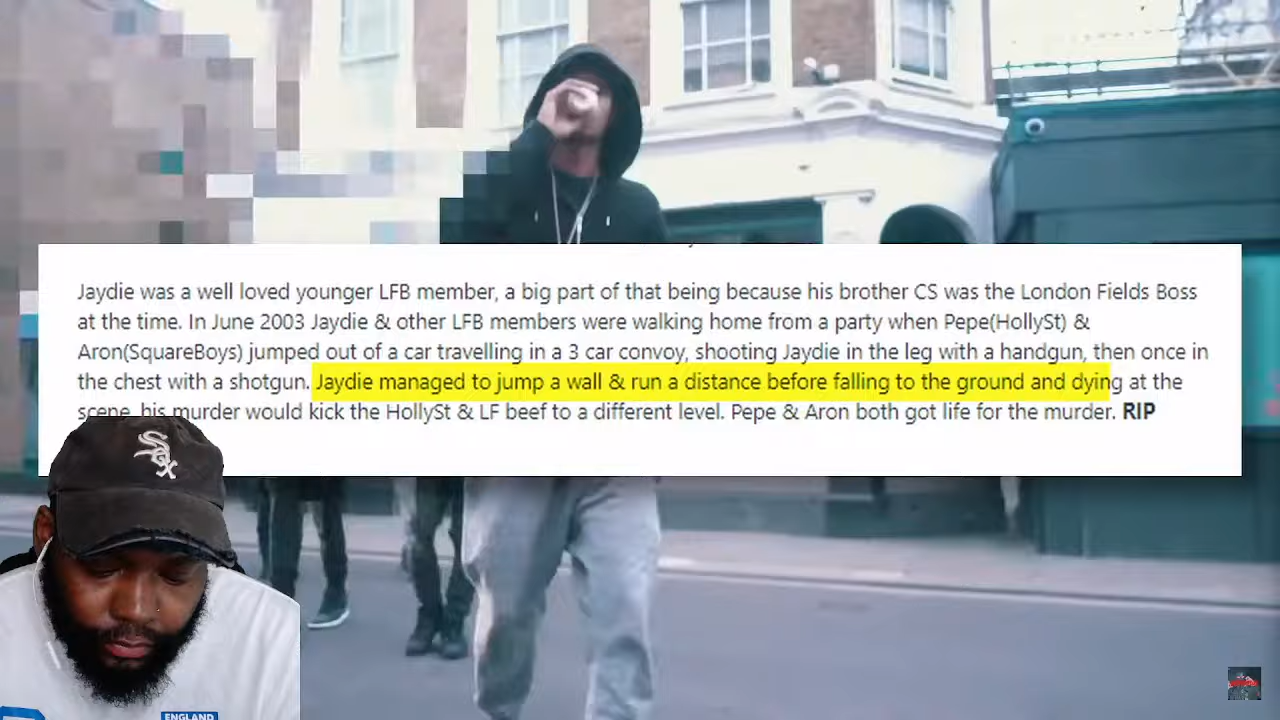 Jaydie was a well loved younger LFB member, a big part of that being because his brother CS was the London Fields Boss
at the time. In June 2003 Jaydie & other LFB members were walking home from a party when Pepe(HollySt) &
Aron(SquareBoys) jumped out of a car travelling in a 3 car convoy, shooting Jaydie in the leg with a handgun, then once in
the chest with a shotgun. Jaydie managed to jump a wall & run a distance before falling to the ground and dying at the
scene, his murder would kick the HollySt & LF beef to a different level. Pepe & Aron both got life for the murder. RIP
Sox
ENGLAND